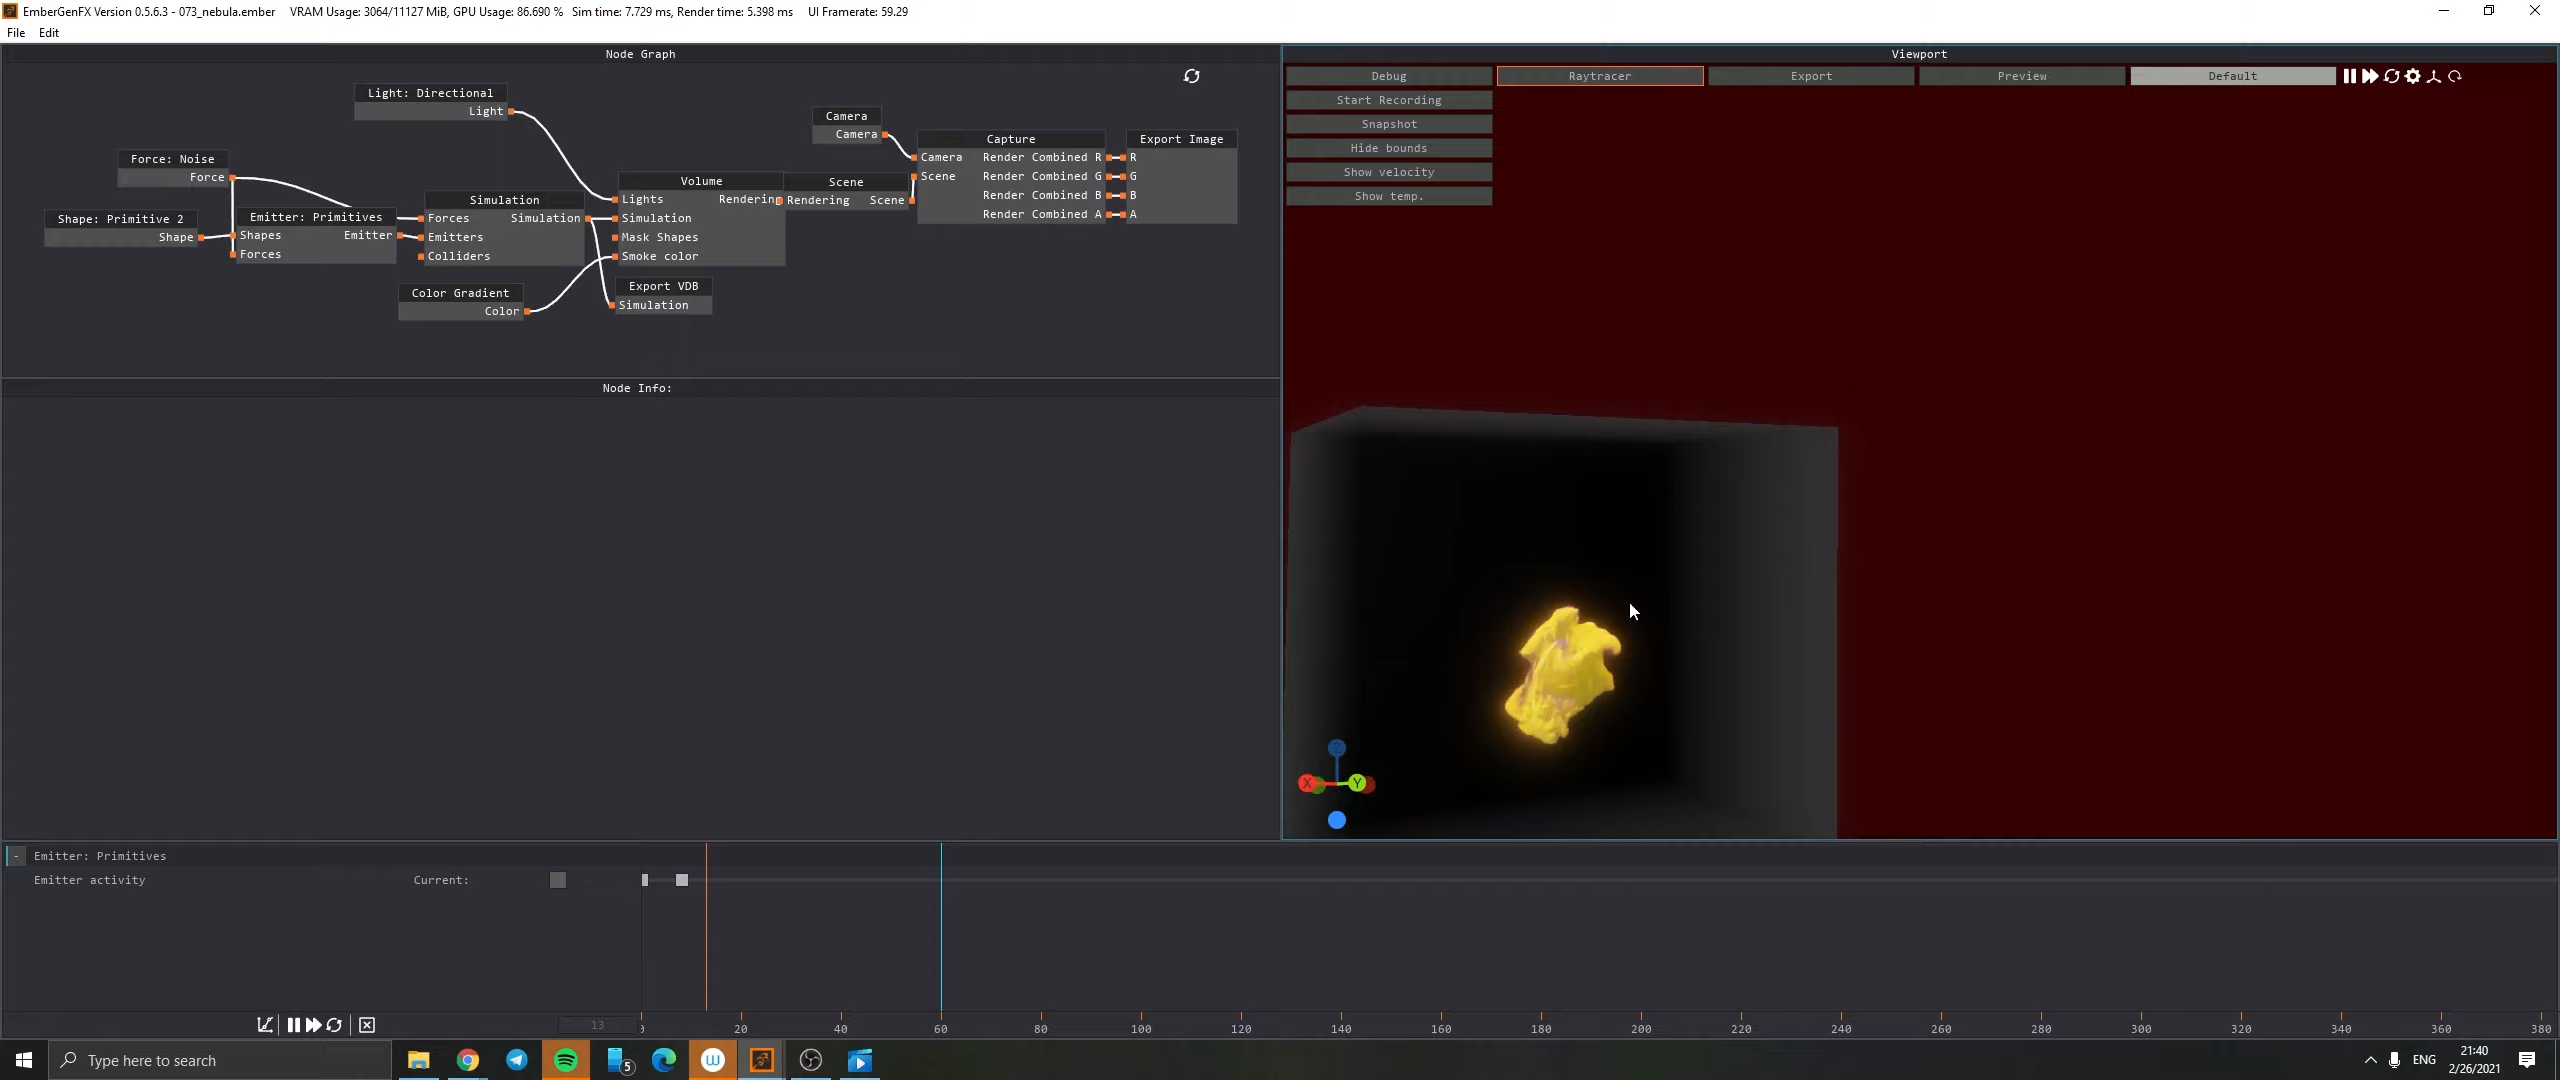 EmberGenFX Version 0.5.6.3 - 073_nebula.ember VRAM Usage: 3064/11127 MiB, GPU Usage: 86.690 % Sim time: 7.729 ms, Render time: 5.398 ms UI Framerate: 59.29
File Edit
Node Graph
Light: Directional
Light
Force: Noise
Force
Shape: Primitive 2
Shape
Emitter: Primitives
Shapes Emitter
Forces
Simulation
Forces Simulation
Emitters
Colliders
Color Gradient
Color
Volume
Lights Rendering
Simulation
Mask Shapes
Smoke color
Export VDB
Simulation
Scene
Rendering Scene
Camera
Camera
Capture
Camera Render Combined R
Scene Render Combined G
Render Combined B
Render Combined A
Export Image
R
G
B
A
Node Info:
Viewport
Debug Raytracer Export Preview Default
Start Recording
Snapshot
Hide bounds
Show velocity
Show temp.
X Y
- Emitter: Primitives
Emitter activity Current:
13
20 40 60 80 100 120 140 160 180 200 220 240 260 280 300 320 340 360 380
Type here to search
5
ENG
21:40
2/26/2021